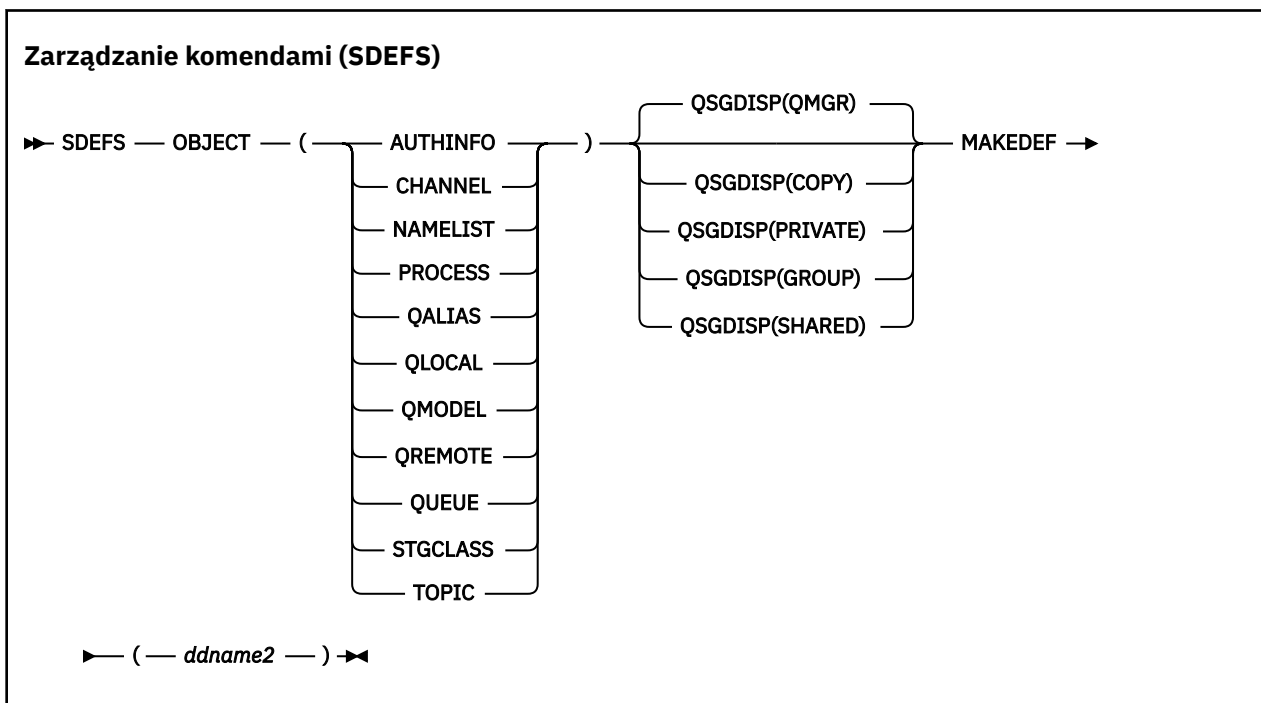 Zarządzanie komendami (SDEFS)
QSGDISP(QMGR)
SDEFS OBJECT ( AUTHINFO ) MAKEDEF
CHANNEL QSGDISP(COPY)
NAMELIST QSGDISP(PRIVATE)
PROCESS QSGDISP(GROUP)
QALIAS QSGDISP(SHARED)
QLOCAL
QMODEL
QREMOTE
QUEUE
STGCLASS
TOPIC
( ddname2 )